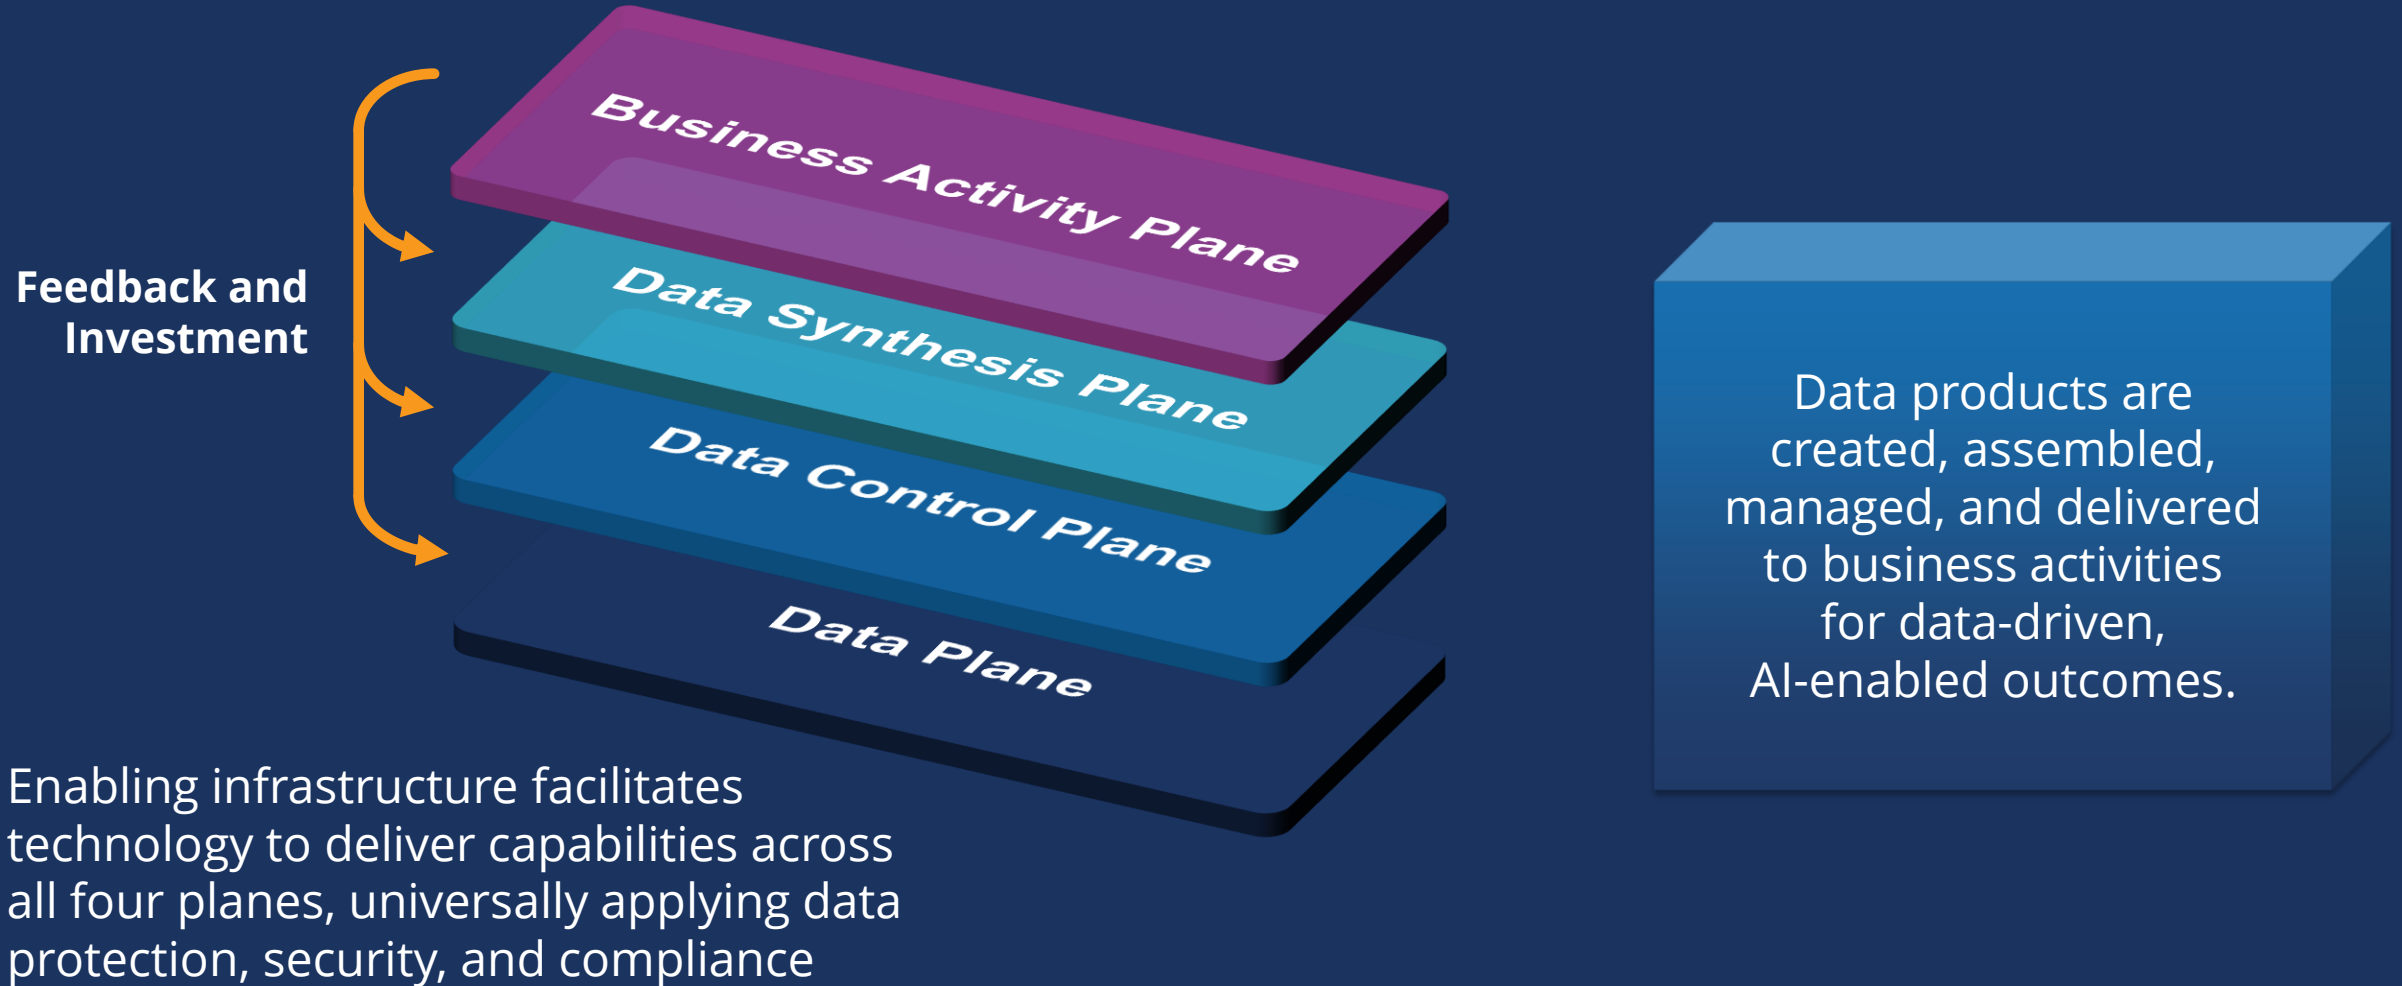 Business Activity Plane
Data Synthesis Plane
Data Control Plane
Data Plane
Feedback and
Investment
Data products are
created, assembled,
managed, and delivered
to business activities
for data-driven,
AI-enabled outcomes.
Enabling infrastructure facilitates
technology to deliver capabilities across
all four planes, universally applying data
protection, security, and compliance